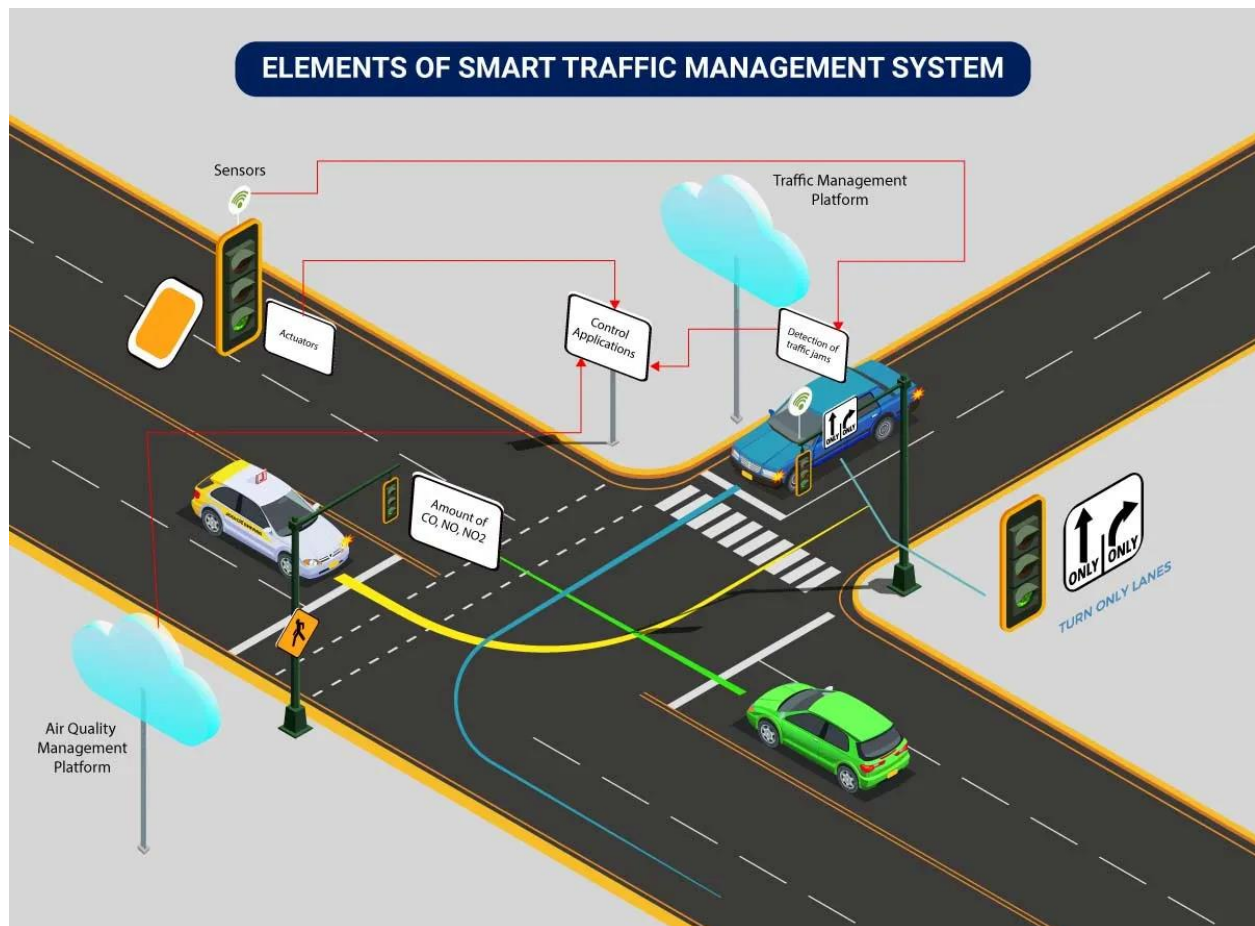 ELEMENTS OF SMART TRAFFIC MANAGEMENT SYSTEM
Sensors
Traffic Management
Platform
Actuators
Control
Applications
Detection of
traffic jams
ONLY
ONLY
Amount of
CO, NO, NO2
ONLY
ONLY
TURN ONLY LANES
Air Quality
Management
Platform